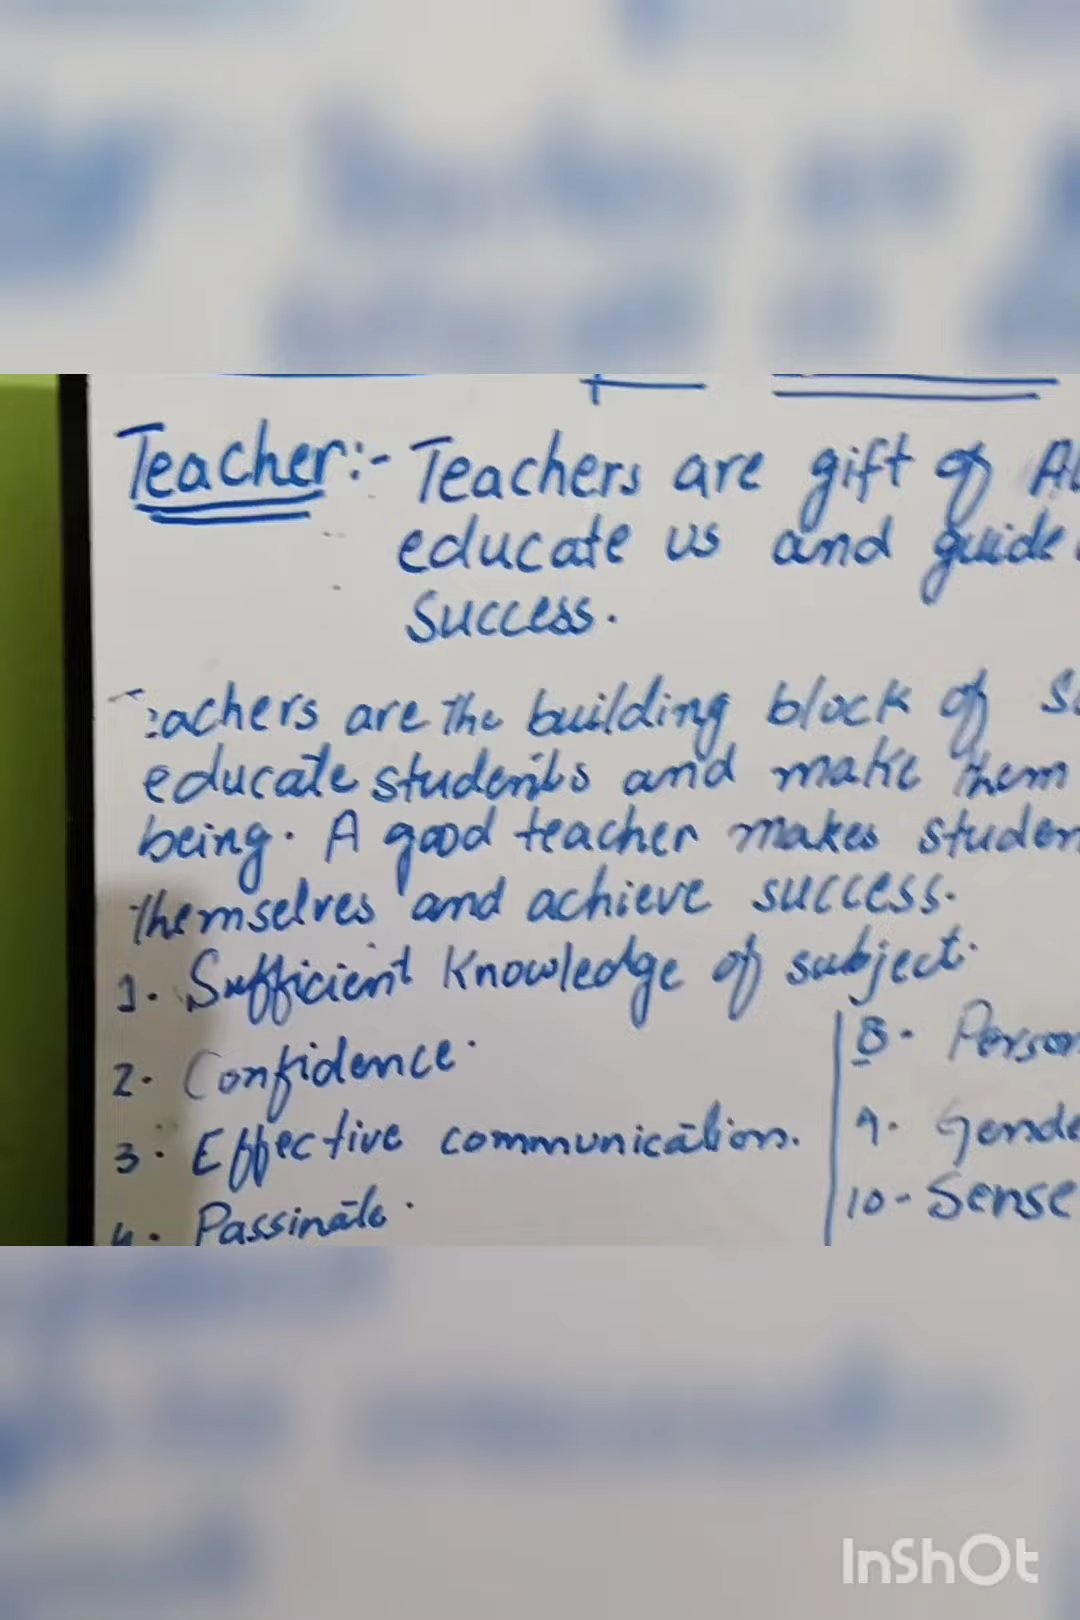 Teacher:- Teachers are gift of
educate us and guide
success.
are the building block of
educate students and make them
being. A good teacher makes
themselves and achieve success.
1. Sufficient Knowledge of subject.
2. Confidence.
3. Effective communication.
4. Passinate.
8.
9.
10- Sense
InShOt